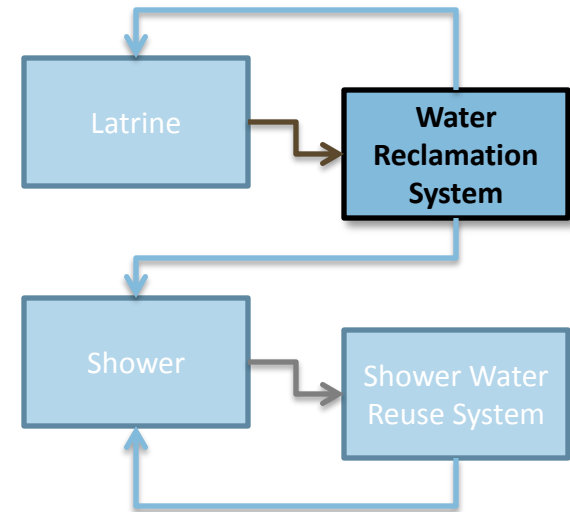 Latrine
Water
Reclamation
System
Shower
Shower Water
Reuse System